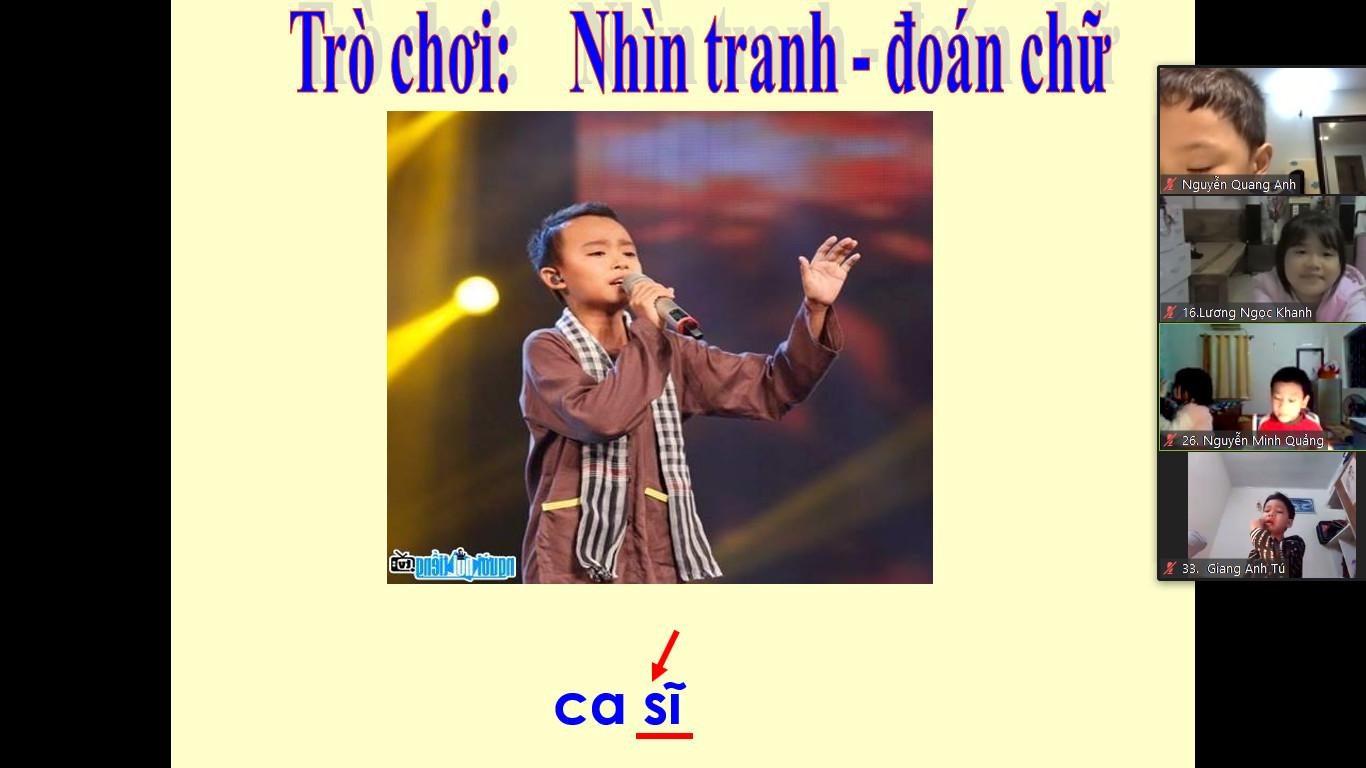 Trò chơi: Nhìn tranh - đoán chữ
Nguyễn Quang Anh
16.Lương Ngọc Khanh
26. Nguyễn Minh Quảng
33. Giang Anh Tú
ca sĩ